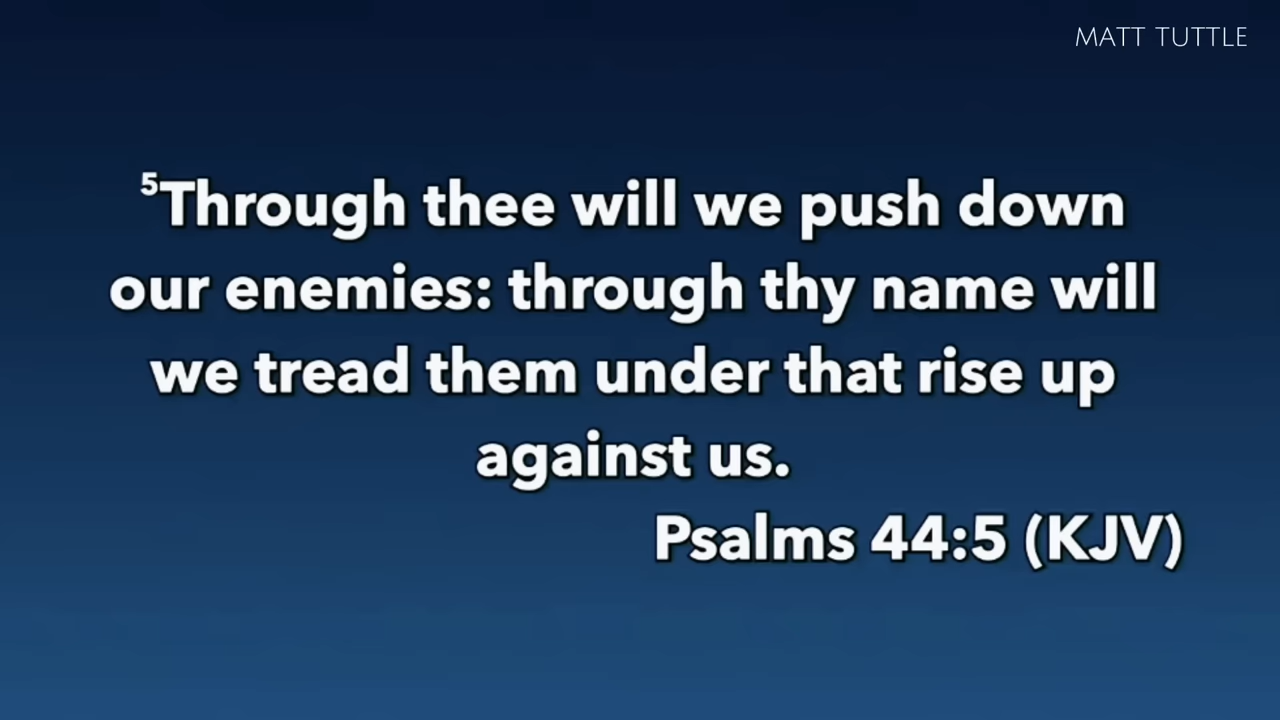 MATT TUTTLE
⁵Through thee will we push down
our enemies: through thy name will
we tread them under that rise up
against us.
Psalms 44:5 (KJV)